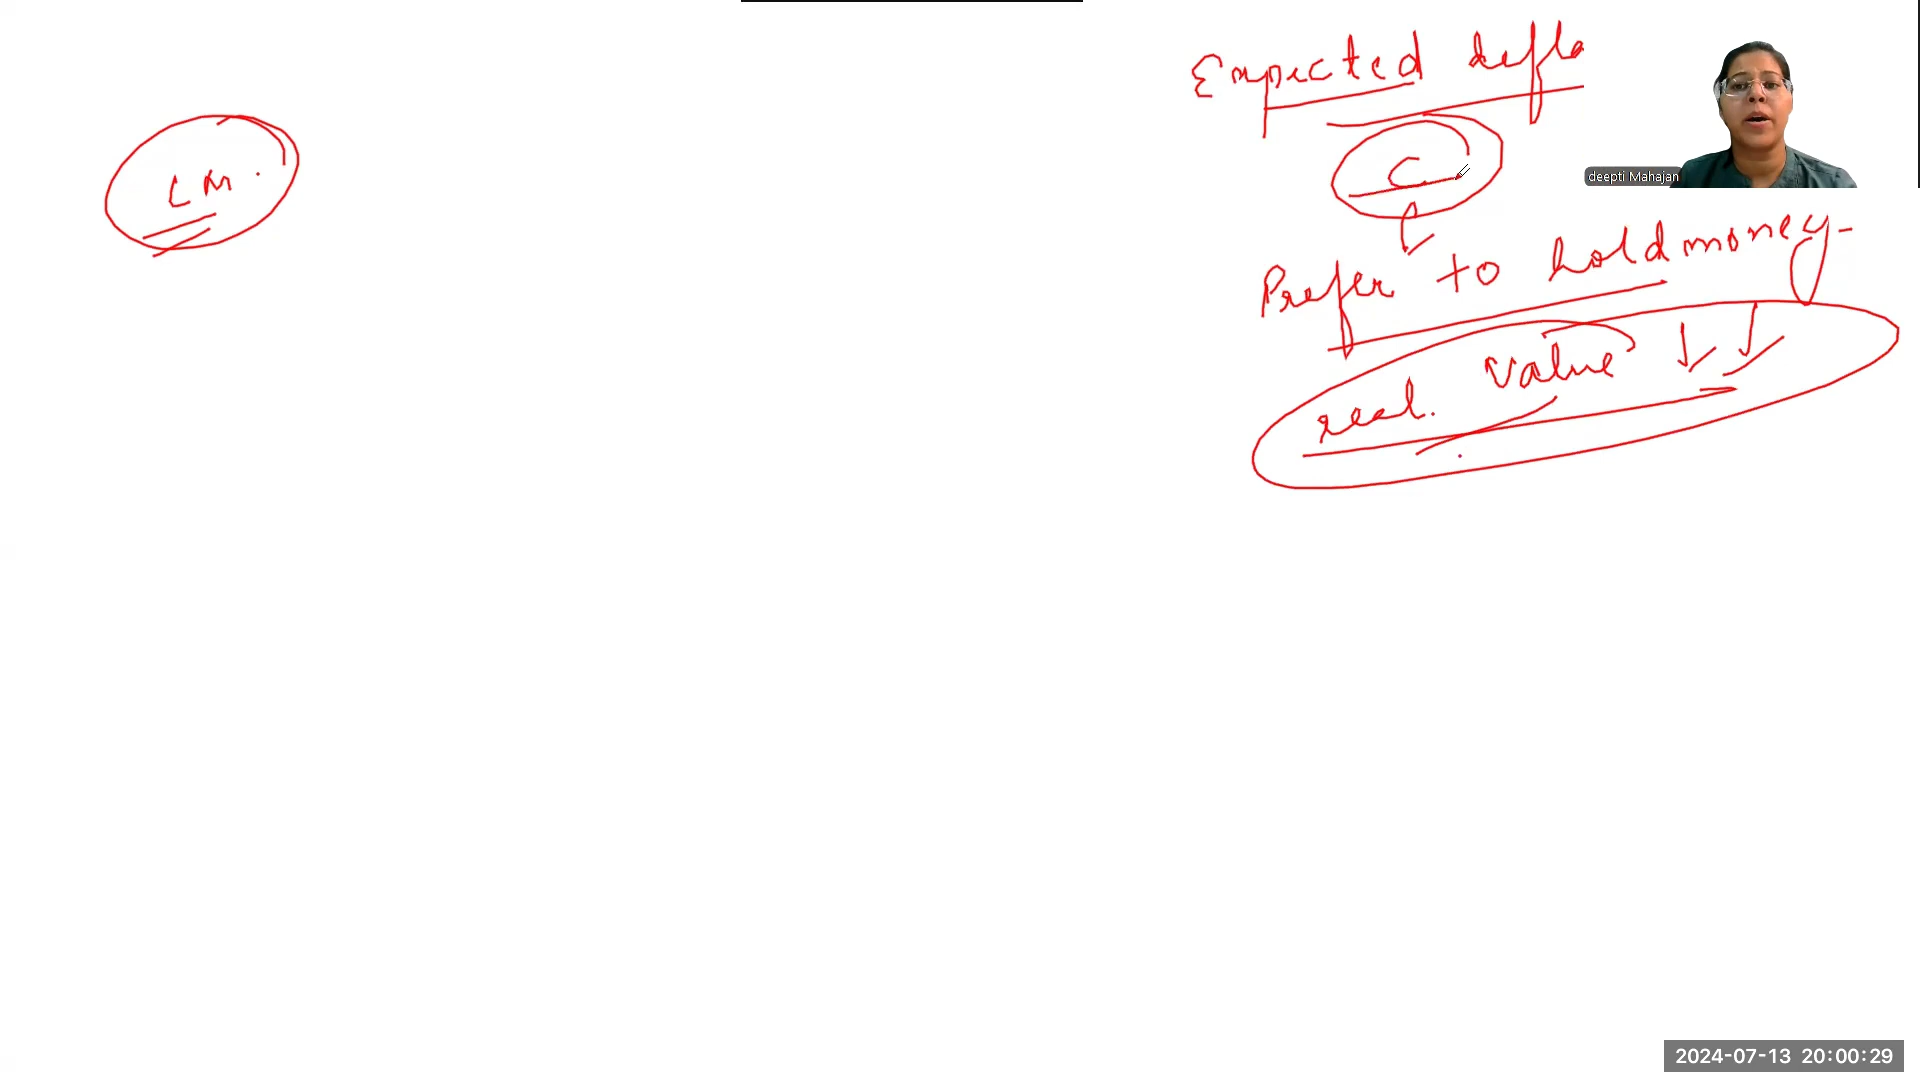 Expected defla
deepti Mahajan
LM.
C
Prefer to hold money-
real. Value ↓ ↓
2024-07-13 20:00:29